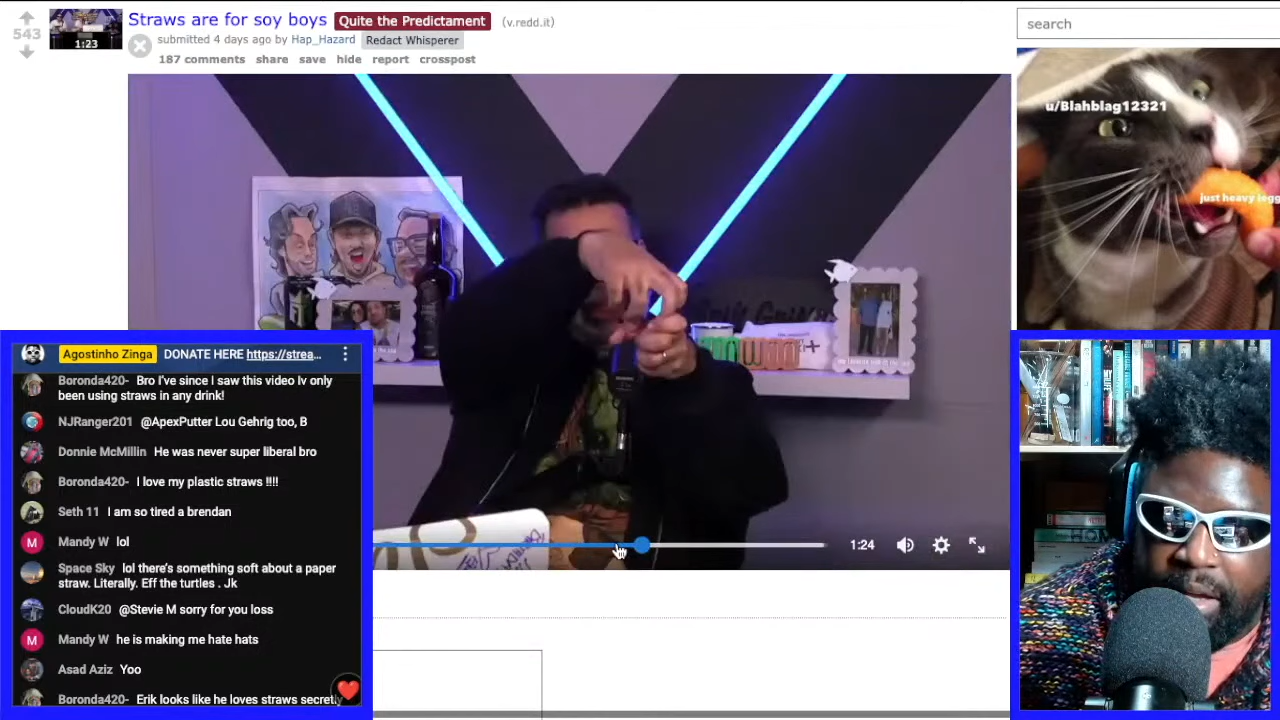 Straws are for soy boys Quite the Predictament (v.redd.it)
543
1:23
submitted 4 days ago by Hap_Hazard Redact Whisperer
187 comments share save hide report crosspost
search
u/Blahblag12321
just heavy legg
1:24
Agostinho Zinga DONATE HERE https://strea...
Boronda420- Bro I've since I saw this video Iv only
been using straws in any drink!
NJRanger201 @ApexPutter Lou Gehrig too, B
Donnie McMillin He was never super liberal bro
Boronda420- I love my plastic straws !!!!
Seth 11 I am so tired a brendan
M Mandy W lol
Space Sky lol there's something soft about a paper
straw. Literally. Eff the turtles . Jk
CloudK20 @Stevie M sorry for you loss
M Mandy W he is making me hate hats
Asad Aziz Yoo
Boronda420- Erik looks like he loves straws secretly